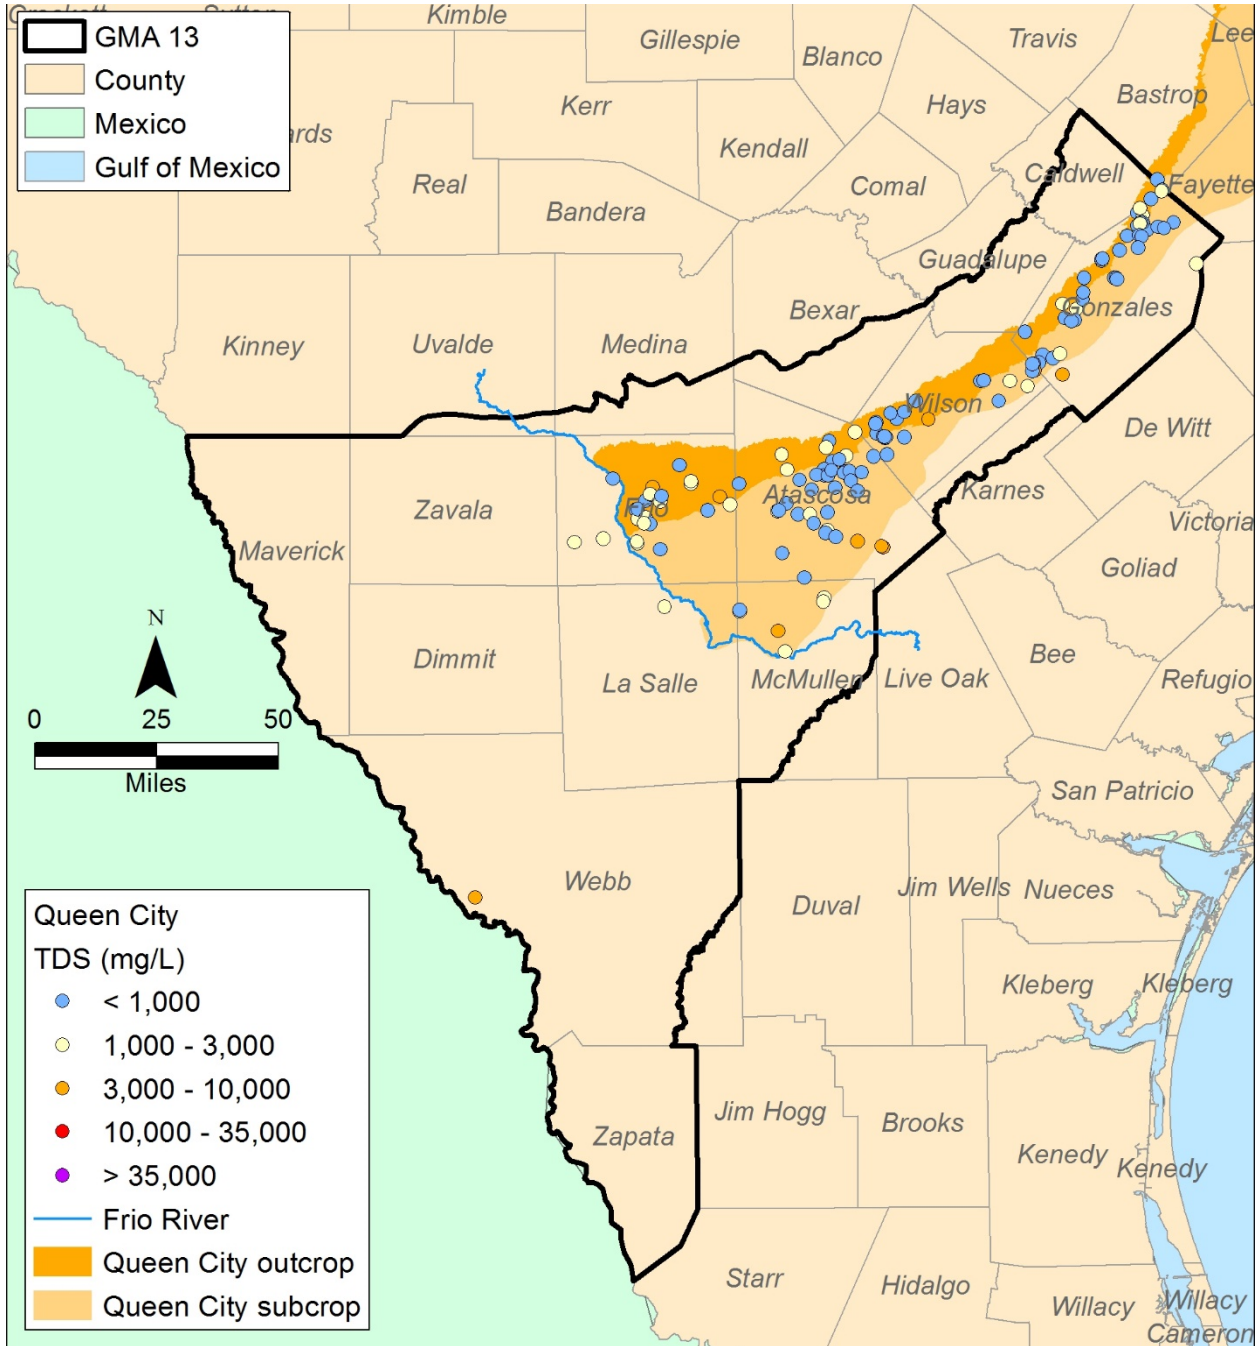 Crockett
Sutton
Kimble
Gillespie
Blanco
Travis
Lee
GMA 13
County
Mexico
Gulf of Mexico
ards
Kerr
Kendall
Hays
Bastrop
Real
Bandera
Comal
Caldwell
Fayette
Guadalupe
Bexar
Gonzales
Kinney
Uvalde
Medina
Wilson
De Witt
Zavala
Frio
Atascosa
Karnes
Victoria
Maverick
Goliad
N
Dimmit
La Salle
McMullen
Live Oak
Bee
Refugio
0 25 50
Miles
San Patricio
Webb
Duval
Jim Wells
Nueces
Kleberg
Kleberg
Queen City
TDS (mg/L)
< 1,000
1,000 - 3,000
3,000 - 10,000
10,000 - 35,000
> 35,000
Frio River
Queen City outcrop
Queen City subcrop
Zapata
Jim Hogg
Brooks
Kenedy
Kenedy
Starr
Hidalgo
Willacy
Willacy
Cameron